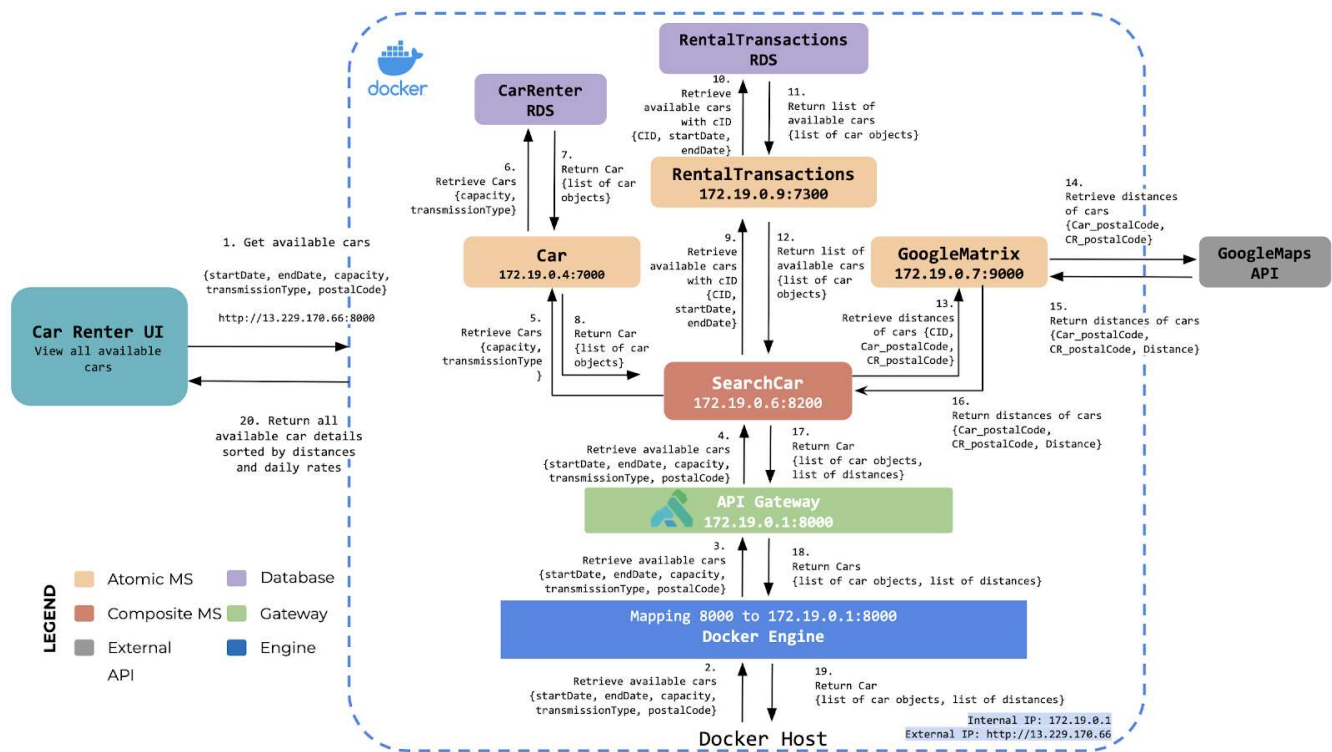 docker
RentalTransactions
RDS
CarRenter
RDS
10.
Retrieve
available cars
with cID
{CID, startDate,
endDate}
11.
Return list of
available cars
{list of car objects}
6.
Retrieve Cars
{capacity,
transmissionType}
7.
Return Car
{list of car
objects}
RentalTransactions
172.19.0.9:7300
14.
Retrieve distances
of cars
{Car_postalCode,
CR_postalCode}
1. Get available cars
{startDate, endDate, capacity,
transmissionType, postalCode}
http://13.229.170.66:8000
Car
172.19.0.4:7000
9.
Retrieve
available cars
with cID
{CID,
startDate,
endDate}
12.
Return list of
available cars
{list of car
objects}
GoogleMatrix
172.19.0.7:9000
GoogleMaps
API
13.
Retrieve distances
of cars {CID,
Car_postalCode,
CR_postalCode}
15.
Return distances of cars
{Car_postalCode,
CR_postalCode, Distance}
Car Renter UI
View all available
cars
5.
Retrieve Cars
{capacity,
transmissionType
}
8.
Return Car
{list of car
objects}
SearchCar
172.19.0.6:8200
16.
Return distances of cars
{Car_postalCode,
CR_postalCode, Distance}
20. Return all
available car details
sorted by distances
and daily rates
4.
Retrieve available cars
{startDate, endDate, capacity,
transmissionType, postalCode}
17.
Return Car
{list of car objects,
list of distances}
API Gateway
172.19.0.1:8000
3.
Retrieve available cars
{startDate, endDate, capacity,
transmissionType, postalCode}
18.
Return Cars
{list of car objects, list of distances}
LEGEND
Atomic MS
Database
Composite MS
Gateway
External
API
Engine
Mapping 8000 to 172.19.0.1:8000
Docker Engine
2.
Retrieve available cars
{startDate, endDate, capacity,
transmissionType, postalCode}
19.
Return Car
{list of car objects, list of distances}
Docker Host
Internal IP: 172.19.0.1
External IP: http://13.229.170.66